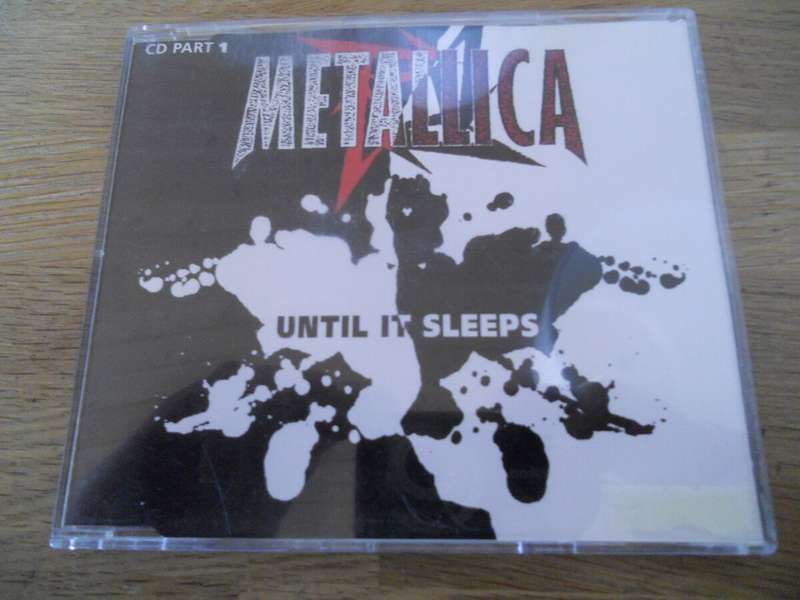 CD PART 1
METALLICA
UNTIL IT SLEEPS